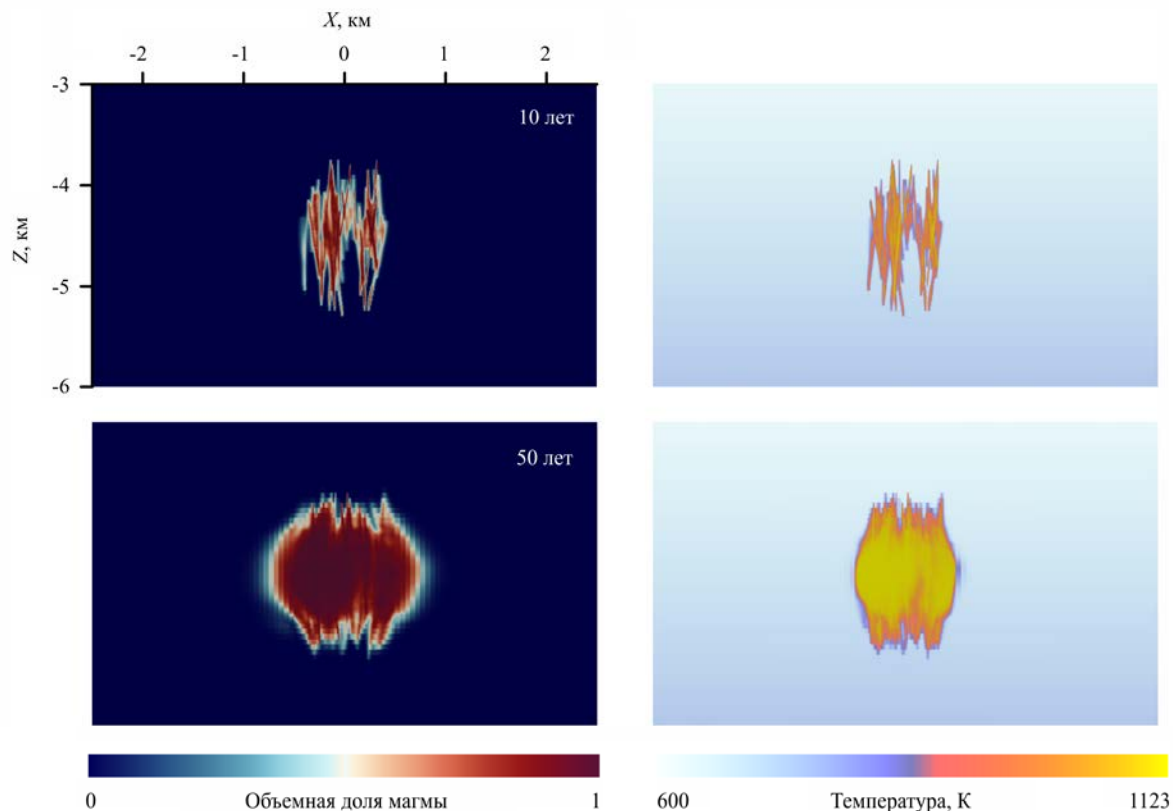 X, км
-2 -1 0 1 2
-3
10 лет
-4
Z, км
-5
-6
50 лет
0 Объемная доля магмы 1
600 Температура, К 1123